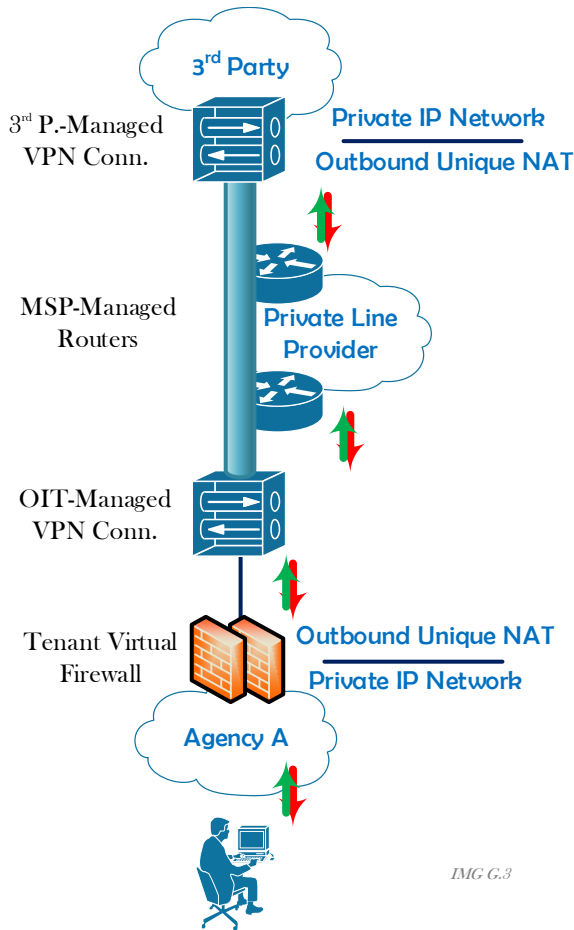 3rd Party
3rd P.-Managed
VPN Conn.
Private IP Network
Outbound Unique NAT
MSP-Managed
Routers
Private Line
Provider
OIT-Managed
VPN Conn.
Tenant Virtual
Firewall
Outbound Unique NAT
Private IP Network
Agency A
IMG G.3